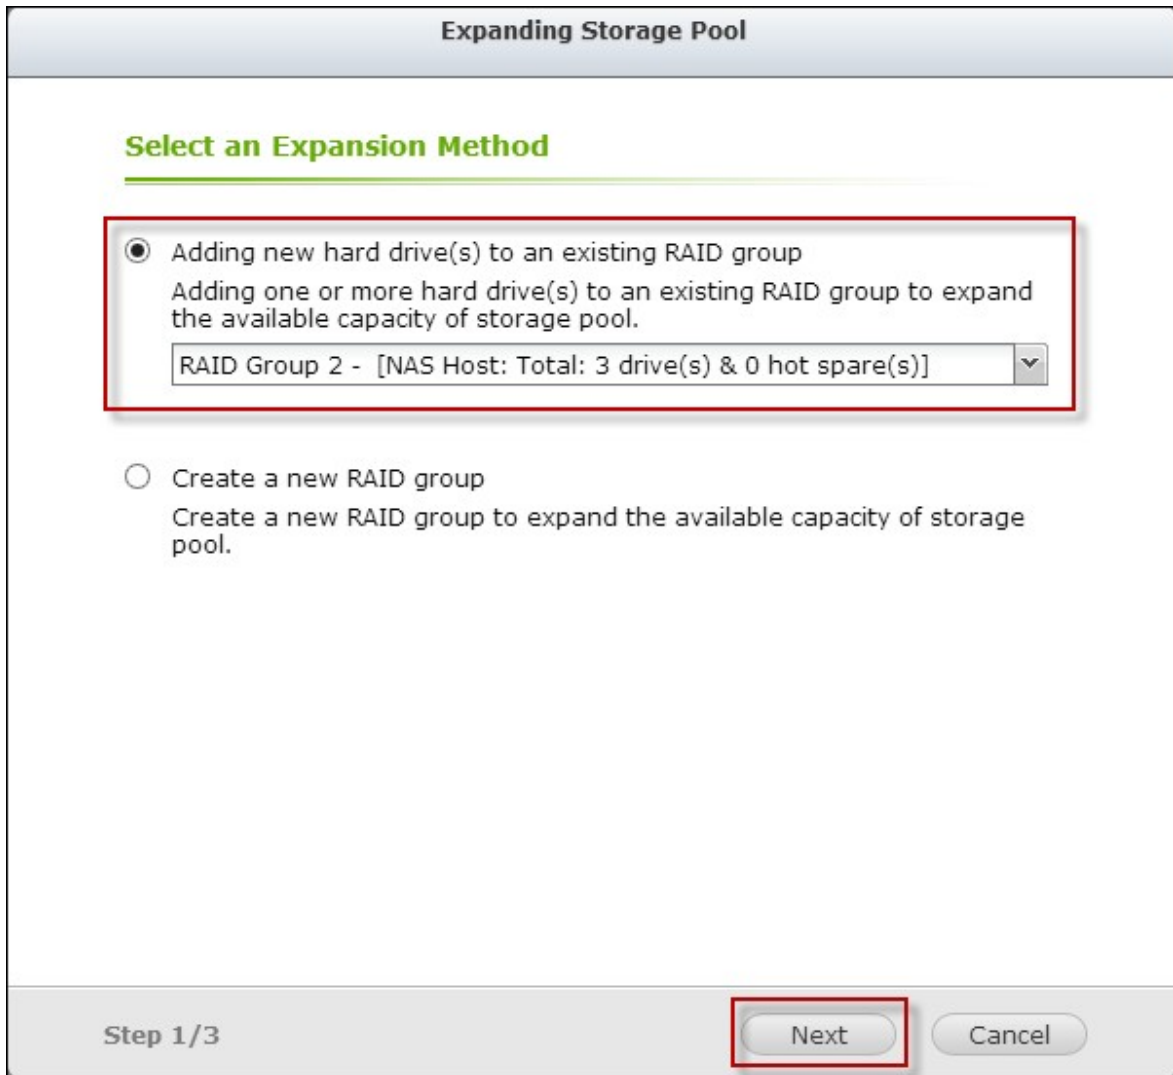 Expanding Storage Pool
Select an Expansion Method
Adding new hard drive(s) to an existing RAID group
Adding one or more hard drive(s) to an existing RAID group to expand
the available capacity of storage pool.
RAID Group 2 - [NAS Host: Total: 3 drive(s) & 0 hot spare(s)]
Create a new RAID group
Create a new RAID group to expand the available capacity of storage
pool.
Step 1/3
Next
Cancel